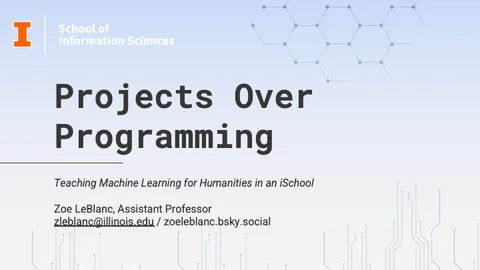 I
School of
Information Sciences
Projects Over
Programming
Teaching Machine Learning for Humanities in an iSchool
Zoe LeBlanc, Assistant Professor
zleblanc@illinois.edu / zoeleblanc.bsky.social